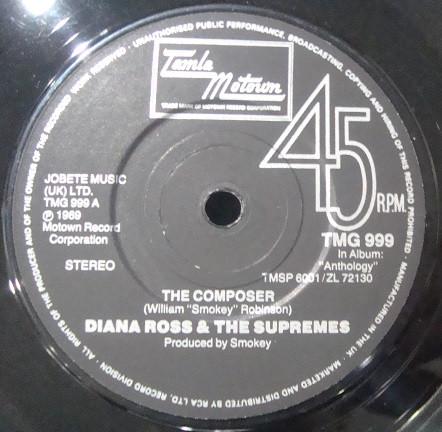 ALL RIGHTS OF THE PRODUCER AND OF THE OWNER OF THE RECORDED WORK RESERVED · UNAUTHORISED PUBLIC PERFORMANCE, BROADCASTING, COPYING AND HIRING OF THIS RECORD PROHIBITED · MANUFACTURED IN THE U.K. MARKETED AND DISTRIBUTED BY RCA LTD. RECORD DIVISION ·
Tamla
Motown
TRADE MARK OF MOTOWN RECORD CORPORATION
45
R.P.M.
JOBETE MUSIC
(UK) LTD.
TMG 999 A
℗ 1969
Motown Record
Corporation
STEREO
TMG 999
In Album:
"Anthology"
TMSP 6001/ZL 72130
THE COMPOSER
(William "Smokey" Robinson)
DIANA ROSS & THE SUPREMES
Produced by Smokey